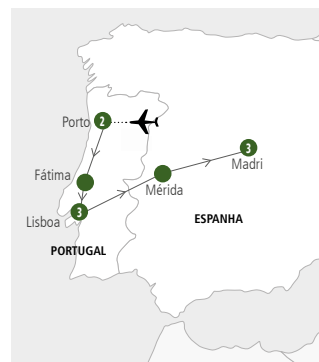 Porto
2
3
Madri
Fátima
Mérida
Lisboa
3
ESPANHA
PORTUGAL